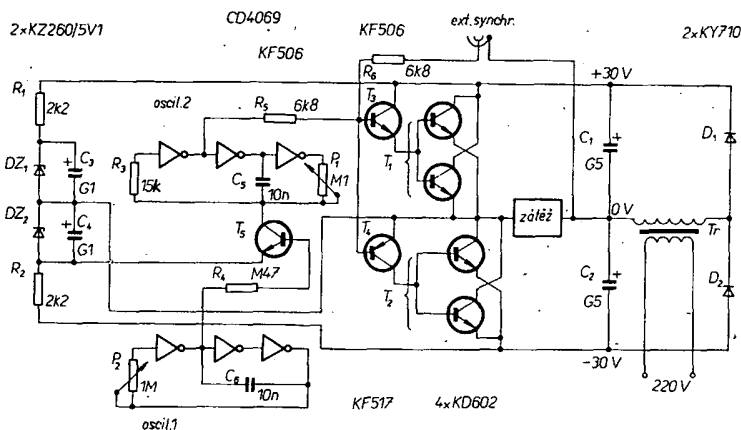 2×KZ260/5V1
CD4069
KF506
KF506
ext. synchr.
2×KY710
R1
2k2
oscil.2
R5
6k8
R6
6k8
T3
+30 V
D1
C1
G5
DZ1
C3
G1
R3
15k
C5
10n
P1
M1
T1
DZ2
C4
G1
T5
T4
zátěž
0 V
Tr
R2
2k2
R4
M47
T2
C2
G5
D2
P2
1M
C6
10n
-30 V
220 V
KF517
4×KD602
oscil.1